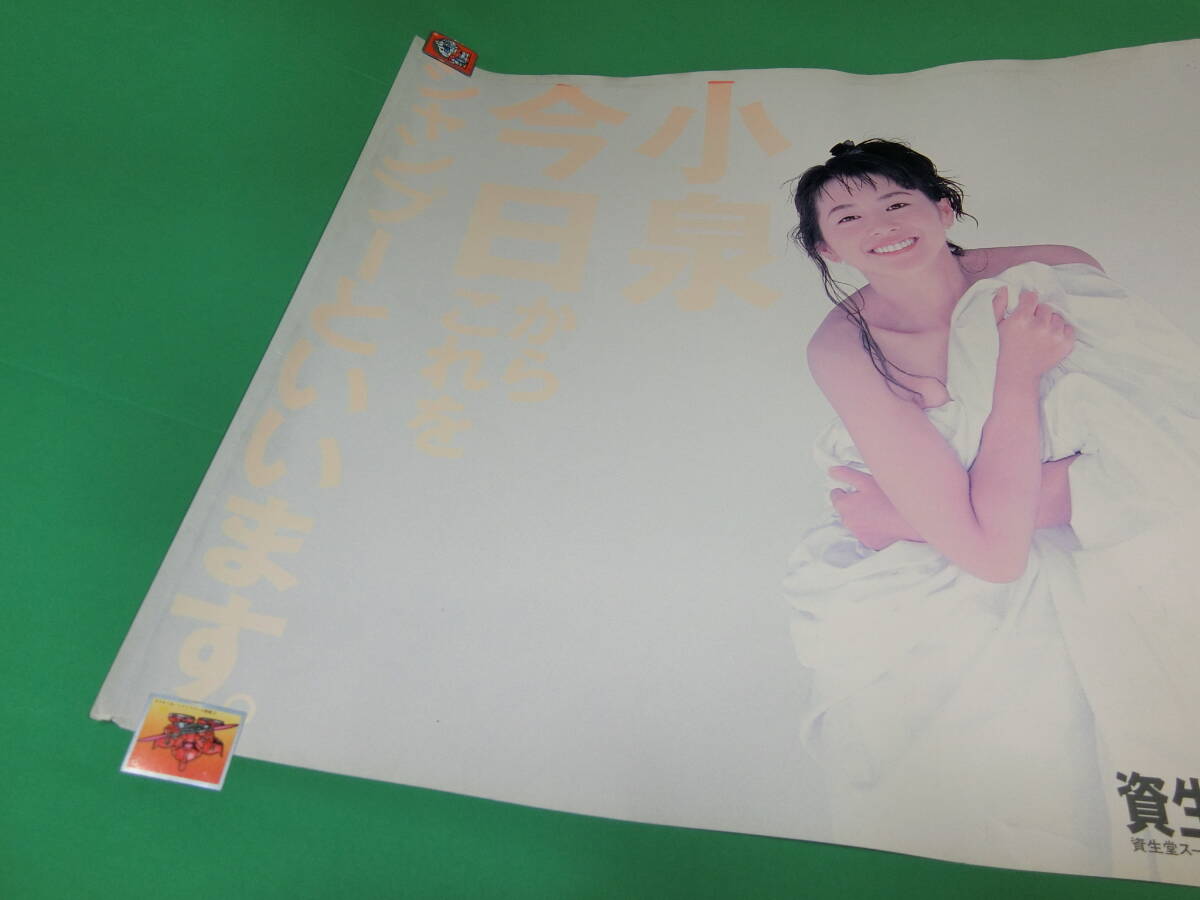 小泉
今日から
これを
シャンプーといいます。
資生
資生堂スー